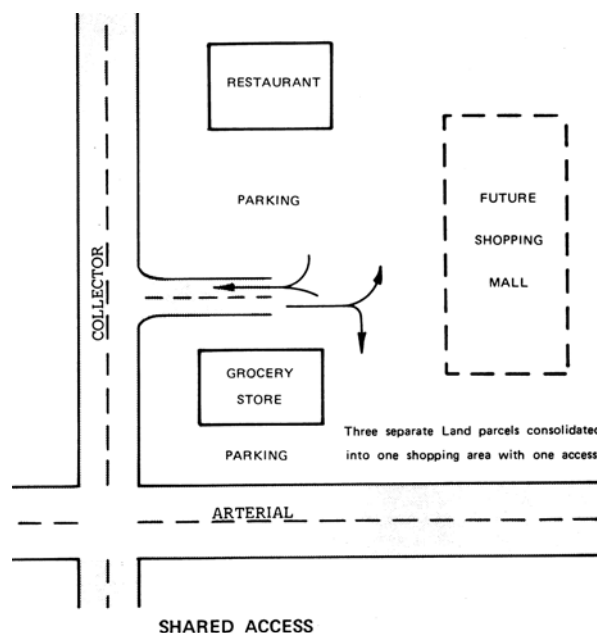 RESTAURANT
PARKING
FUTURE
SHOPPING
MALL
COLLECTOR
GROCERY
STORE
Three separate Land parcels consolidated
into one shopping area with one access
PARKING
ARTERIAL
SHARED ACCESS